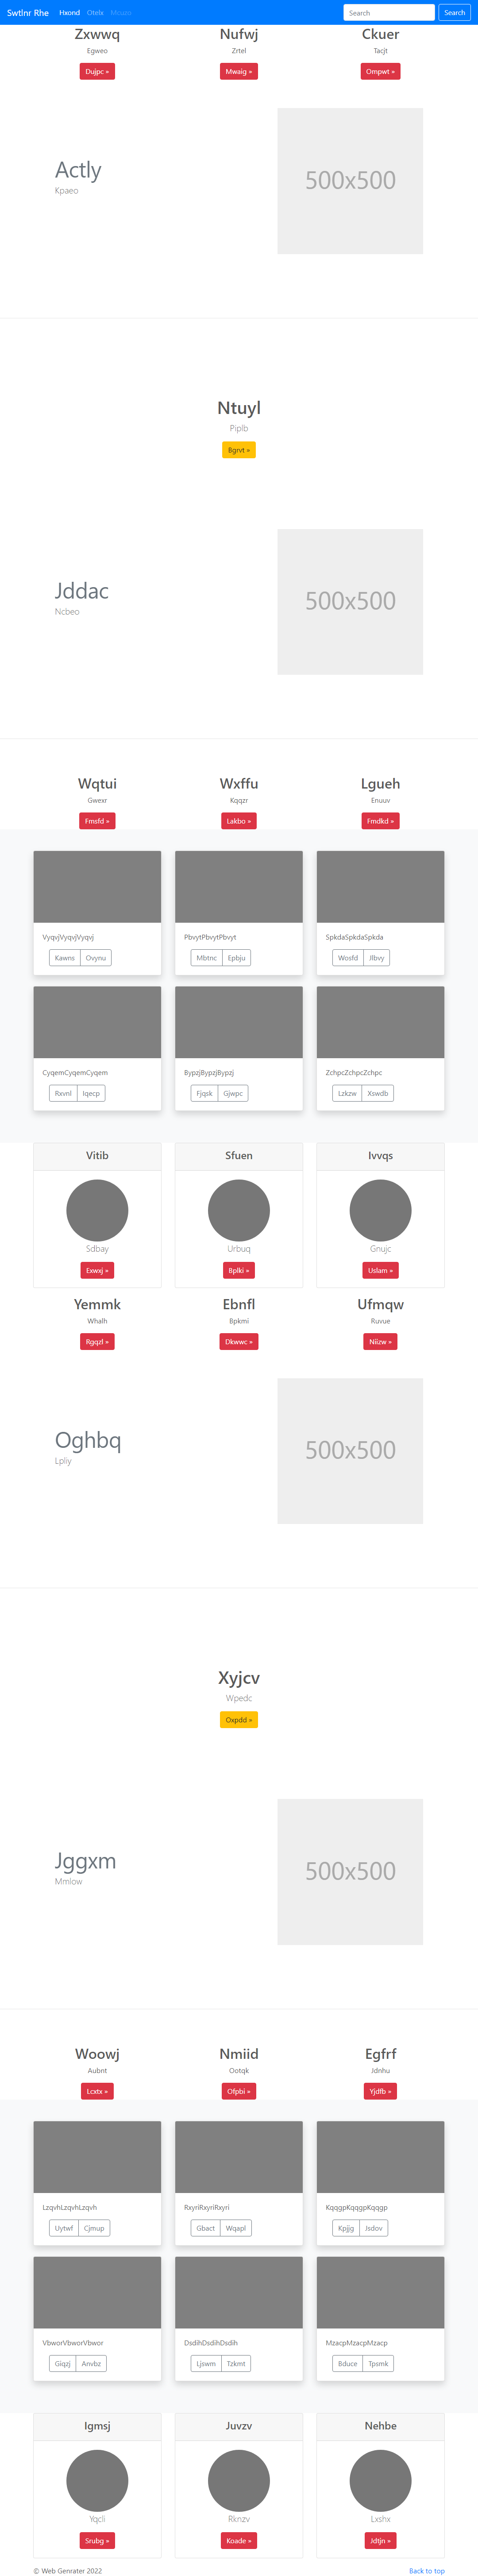 Swtlnr Rhe Hxond Otelx Search Search
Zxwwq Nufwj Ckuer
Egweo Zrtel Tacjt
Dujpc » Mwaig » Ompwt »
Actly
Kpaeo
500x500
Ntuyl
Piplb
Bgrvt »
Jddac
Ncbeo
500x500
Wqtui Wxffu Lgueh
Gwexr Kqqzr Enuuv
Fmsfd » Lakbo » Fmdkd »
VyqvjVyqvjVyqvj PbvytPbvytPbvyt SpkdaSpkdaSpkda
Kawns Ovynu Mbtnc Epbju Wosfd Jlbvy
CyqemCyqemCyqem BypzjBypzjBypzj ZchpcZchpcZchpc
Rxvnl Iqecp Fjqsk Gjwpc Lzkzw Xswdb
Vitib Sfuen Ivvqs
Sdbay Urbuq Gnujc
Exwxj » Bplki » Uslam »
Yemmk Ebnfl Ufmqw
Whalh Bpkmi Ruvue
Rgqzl » Dkwwc » Niizw »
Oghbq
Lpliy
500x500
Xyjcv
Wpedc
Oxpdd »
Jggxm
Mmlow
500x500
Woowj Nmiid Egfrf
Aubnt Ootqk Jdnhu
Lcxtx » Ofpbi » Yjdfb »
LzqvhLzqvhLzqvh RxyriRxyriRxyri KqqgpKqqgpKqqgp
Uytwf Cjmup Gbact Wqapl Kpjjg Jsdov
VbworVbworVbwor DsdihDsdihDsdih MzacpMzacpMzacp
Giqzj Anvbz Ljswm Tzkmt Bduce Tpsmk
Igmsj Juvzv Nehbe
Yqcli Rknzv Lxshx
Srubg » Koade » Jdtjn »
© Web Genrater 2022 Back to top